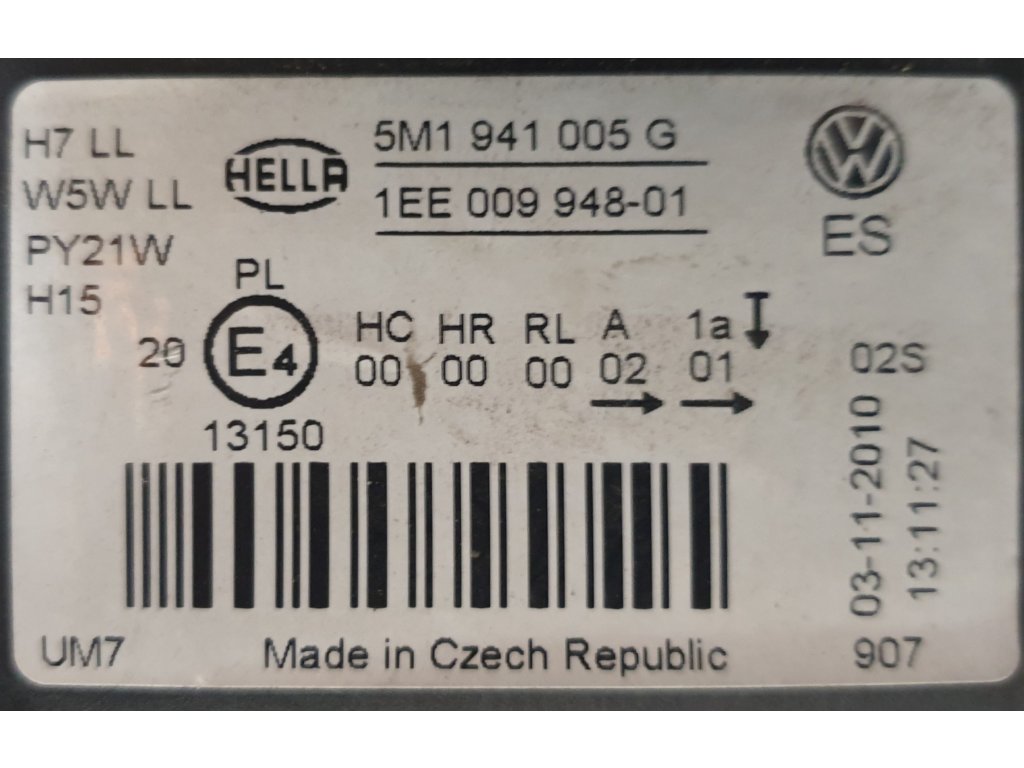 H7 LL
W5W LL
PY21W
H15
HELLA
5M1 941 005 G
1EE 009 948-01
VW
ES
PL
20 E4
13150
HC HR RL A 1a
00 00 00 02 01
02S
03-11-2010
13:11:27
UM7
Made in Czech Republic
907